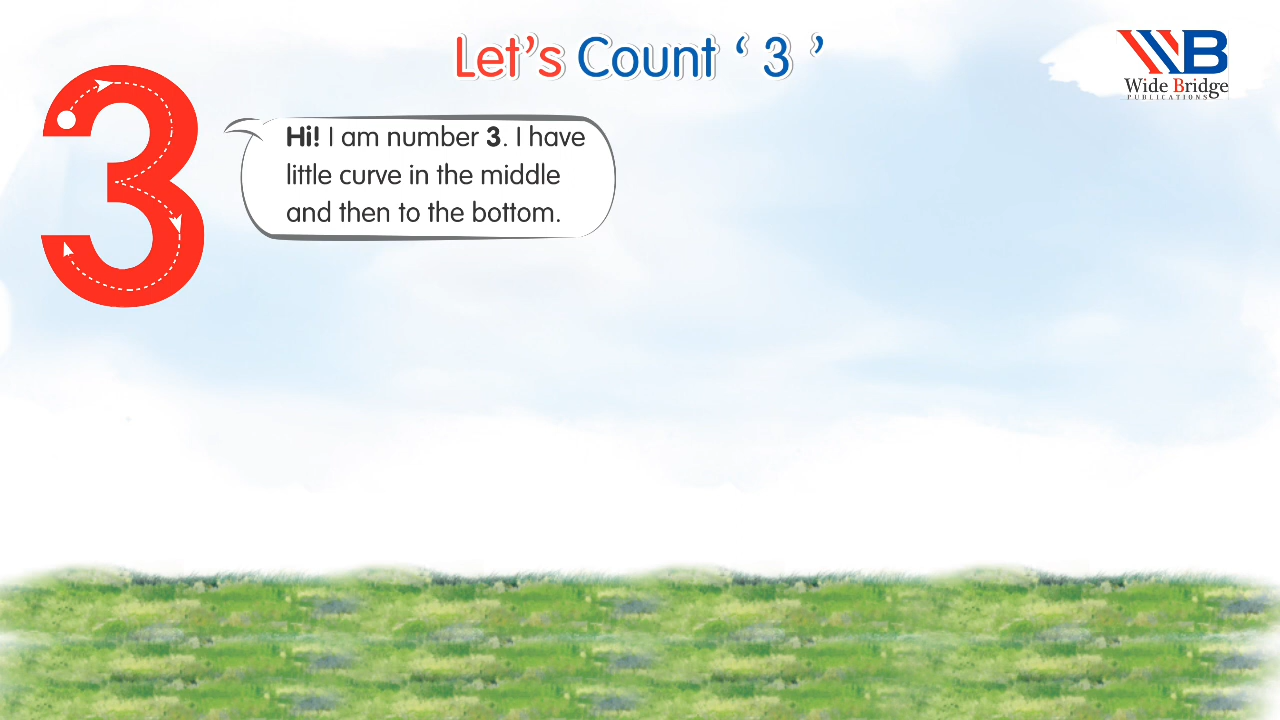 Let's Count ‘ 3 ’
WB
Wide Bridge
PUBLICATIONS
3
Hi! I am number 3. I have
little curve in the middle
and then to the bottom.